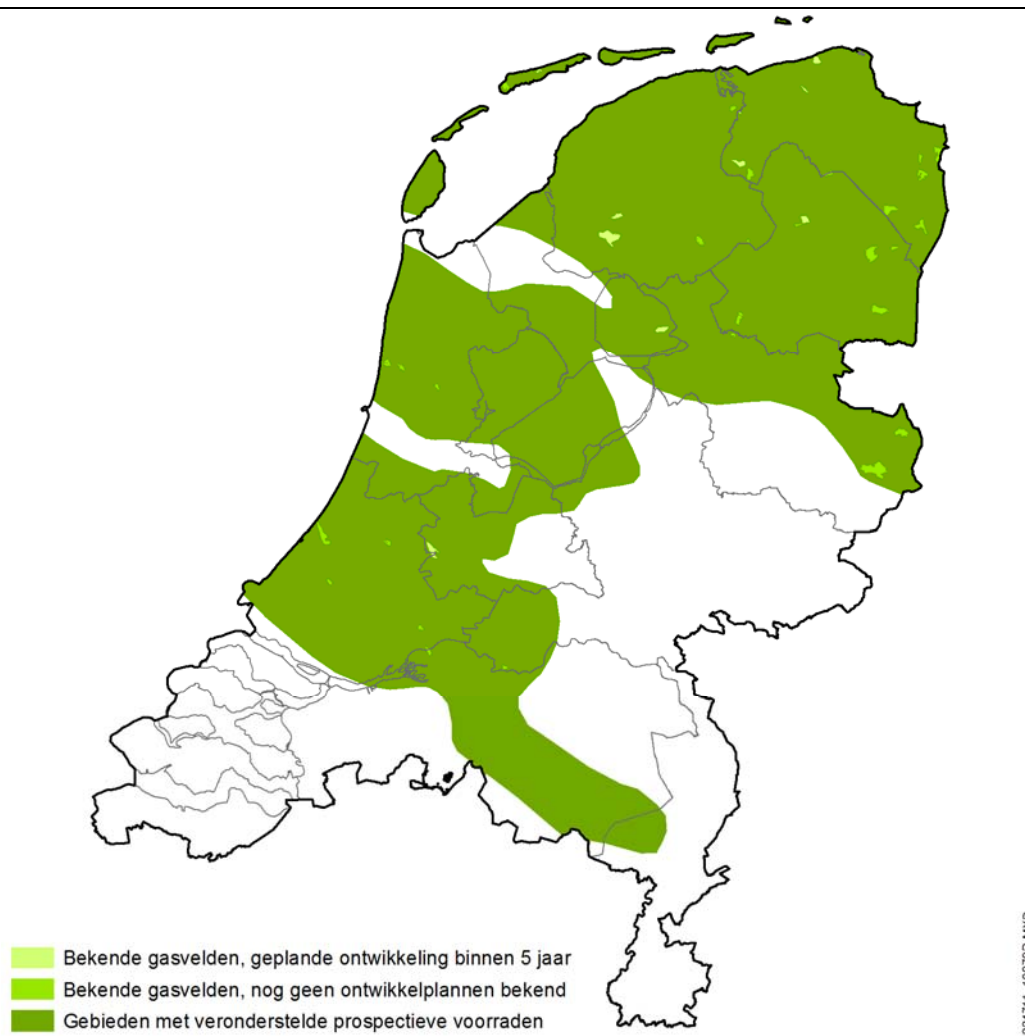 Bekende gasvelden, geplande ontwikkeling binnen 5 jaar
Bekende gasvelden, nog geen ontwikkelplannen bekend
Gebieden met veronderstelde prospectieve voorraden